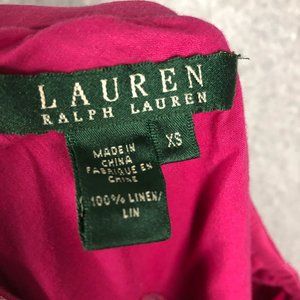 LAUREN
RALPH LAUREN
XS
MADE IN
CHINA
FABRIQUE EN
CHINE
100% LINEN/
LIN